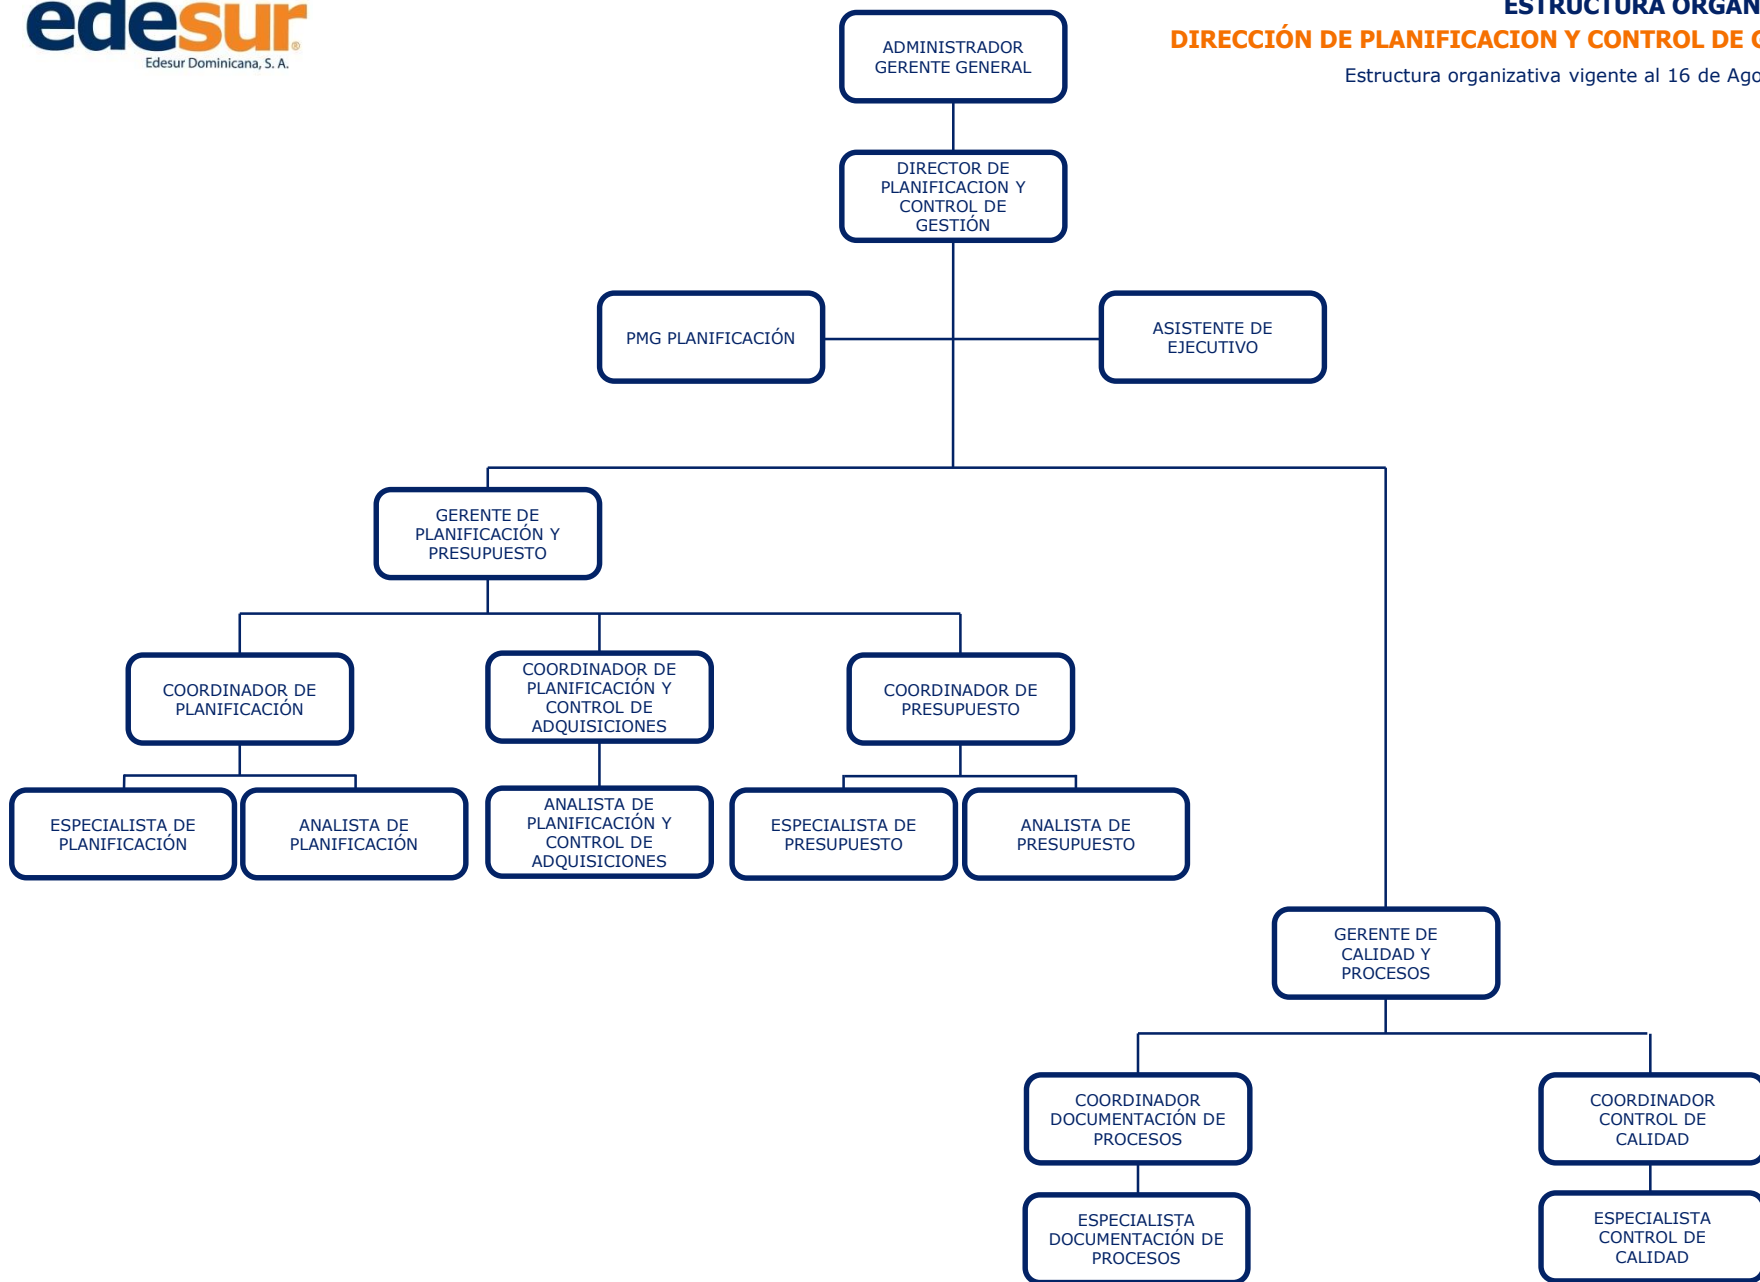 edesur
Edesur Dominicana, S. A.
ESTRUCTURA ORGAN
DIRECCIÓN DE PLANIFICACION Y CONTROL DE
Estructura organizativa vigente al 16 de Ago
ADMINISTRADOR
GERENTE GENERAL
DIRECTOR DE
PLANIFICACION Y
CONTROL DE
GESTIÓN
PMG PLANIFICACIÓN
ASISTENTE DE
EJECUTIVO
GERENTE DE
PLANIFICACIÓN Y
PRESUPUESTO
COORDINADOR DE
PLANIFICACIÓN
COORDINADOR DE
PLANIFICACIÓN Y
CONTROL DE
ADQUISICIONES
COORDINADOR DE
PRESUPUESTO
ESPECIALISTA DE
PLANIFICACIÓN
ANALISTA DE
PLANIFICACIÓN
ANALISTA DE
PLANIFICACIÓN Y
CONTROL DE
ADQUISICIONES
ESPECIALISTA DE
PRESUPUESTO
ANALISTA DE
PRESUPUESTO
GERENTE DE
CALIDAD Y
PROCESOS
COORDINADOR
DOCUMENTACIÓN DE
PROCESOS
COORDINADOR
CONTROL DE
CALIDAD
ESPECIALISTA
DOCUMENTACIÓN DE
PROCESOS
ESPECIALISTA
CONTROL DE
CALIDAD